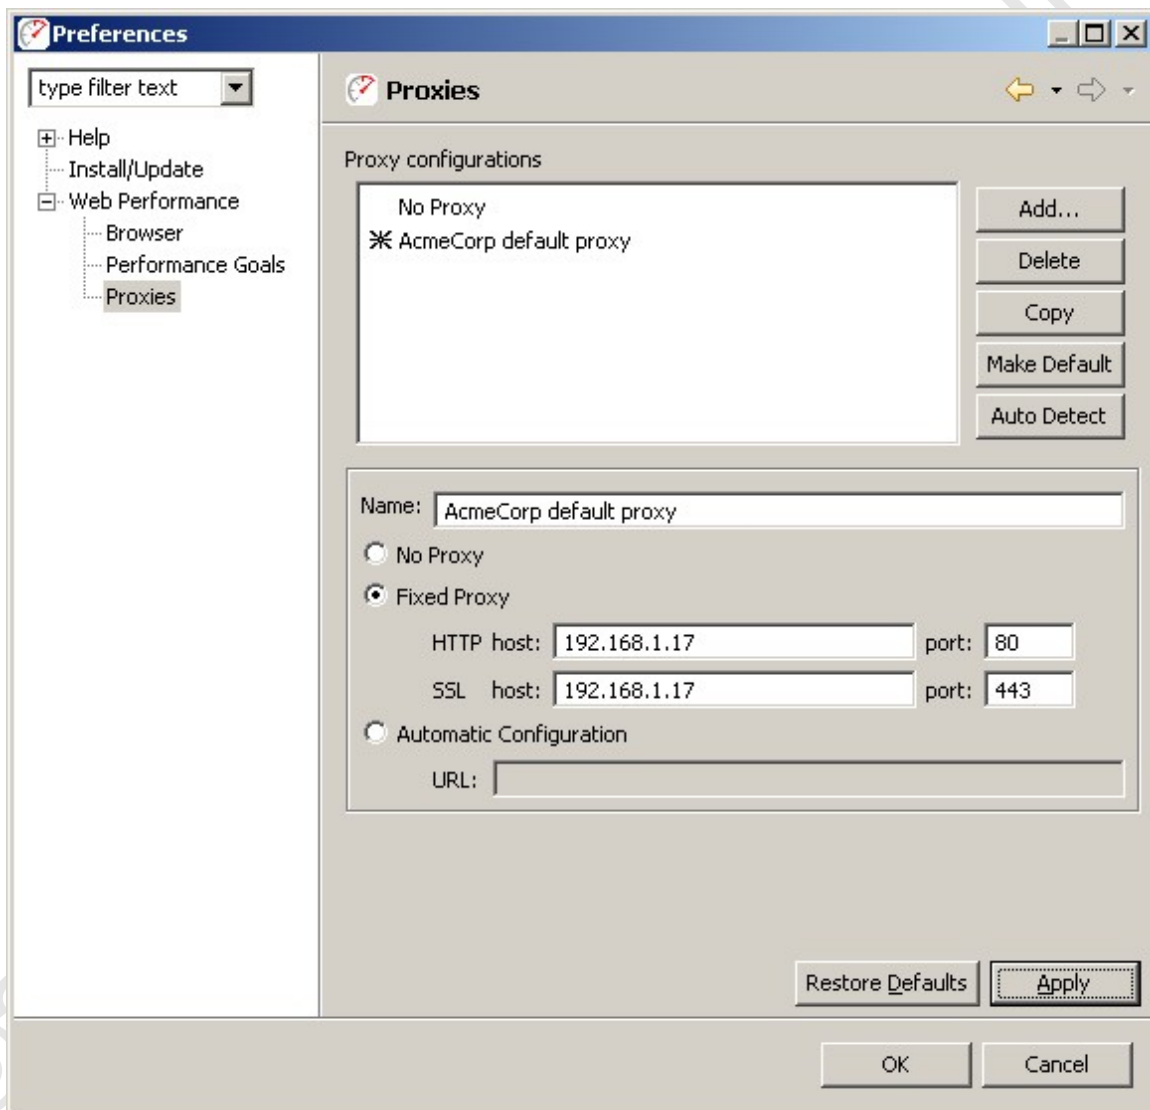 Preferences
type filter text
Help
Install/Update
Web Performance
Browser
Performance Goals
Proxies
Proxies
Proxy configurations
No Proxy
AcmeCorp default proxy
Add...
Delete
Copy
Make Default
Auto Detect
Name: AcmeCorp default proxy
No Proxy
Fixed Proxy
HTTP host: 192.168.1.17 port: 80
SSL host: 192.168.1.17 port: 443
Automatic Configuration
URL:
Restore Defaults Apply
OK Cancel